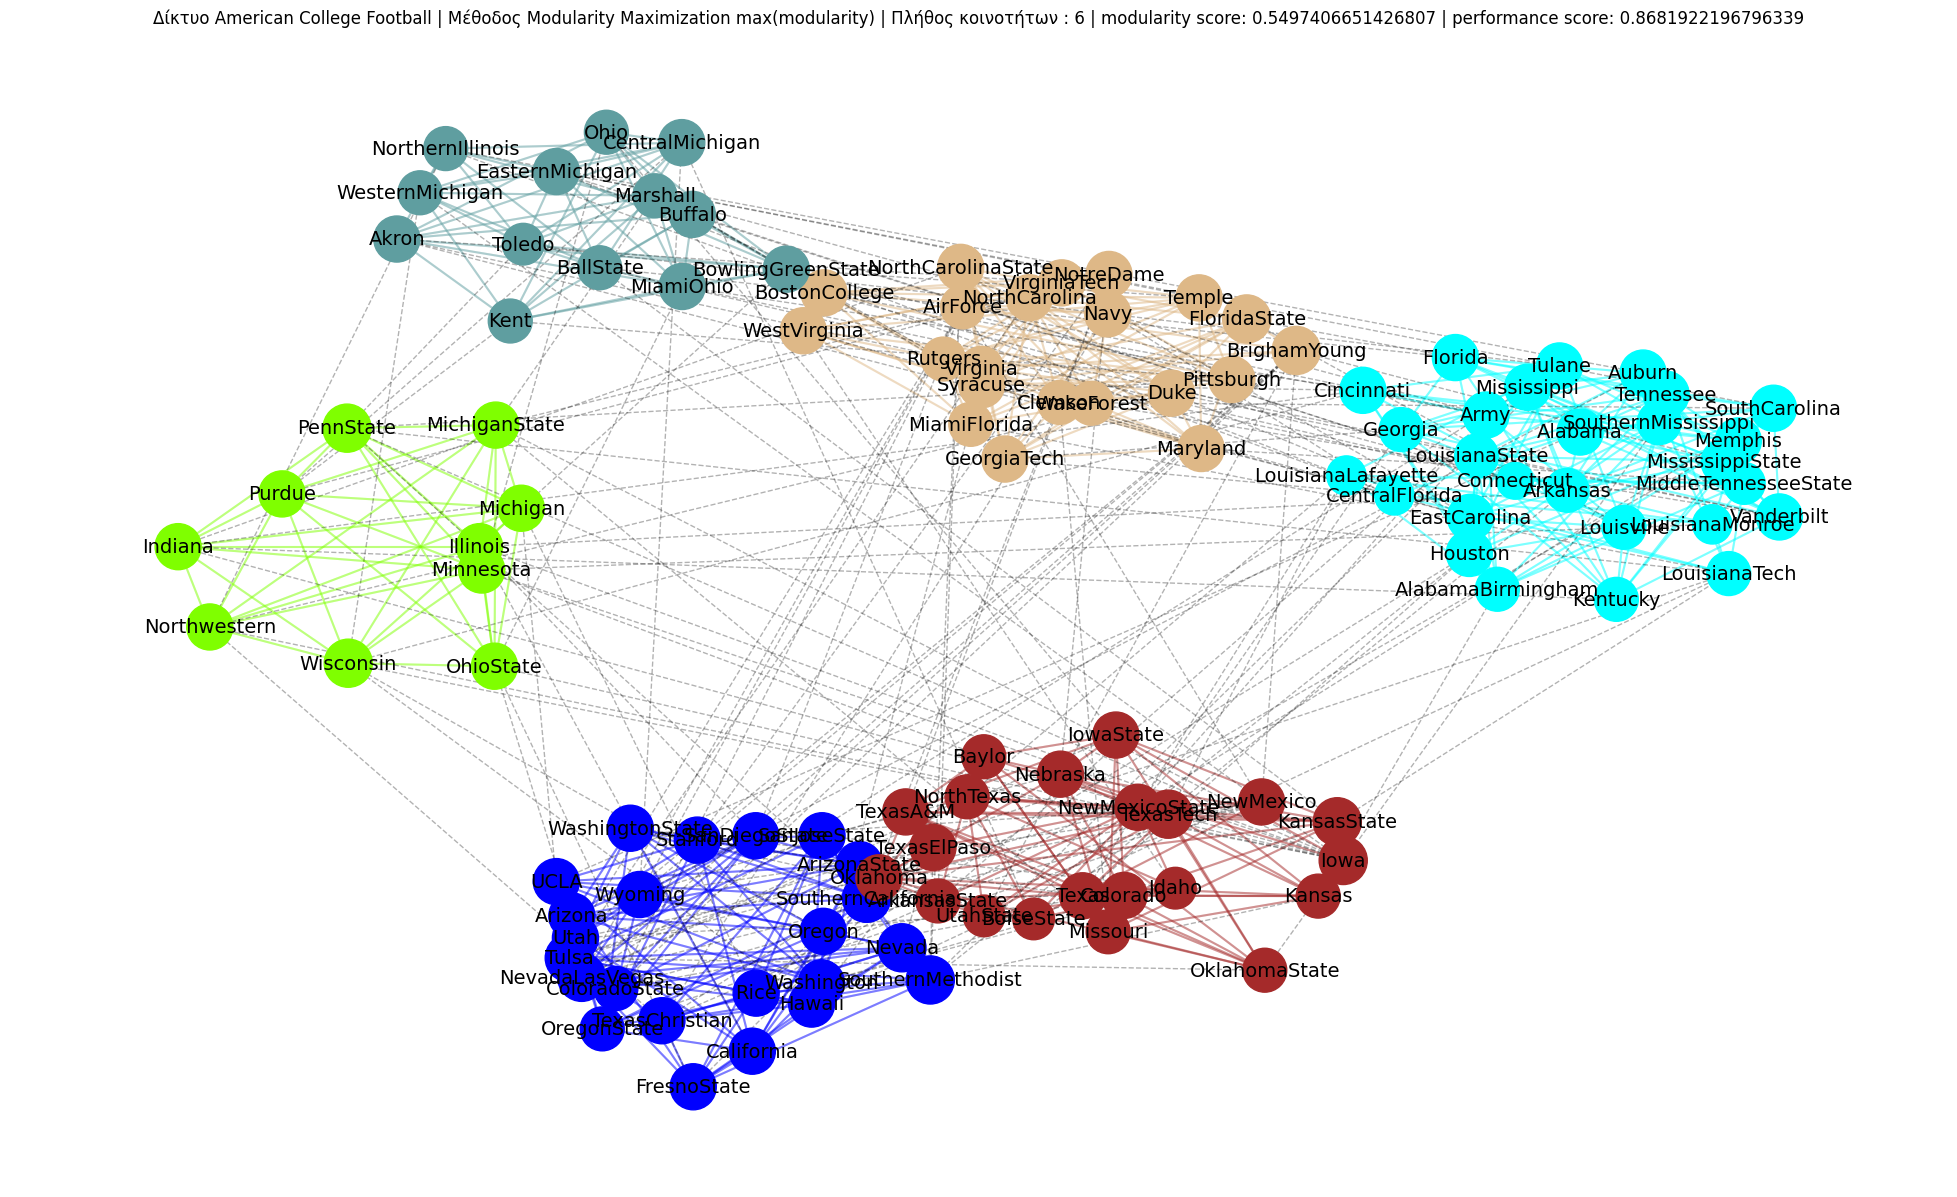 Δίκτυο American College Football | Μέθοδος Modularity Maximization max(modularity) | Πλήθος κοινοτήτων : 6 | modularity score: 0.5497406651426807 | performance score: 0.8681922196796339
Ohio
CentralMichigan
NorthernIllinois
EasternMichigan
WesternMichigan
Marshall
Buffalo
Akron
Toledo
BallState
BowlingGreenState
MiamiOhio
Kent
NorthCarolinaState
NotreDame
VirginiaTech
BostonCollege
NorthCarolina
Temple
AirForce
Navy
FloridaState
WestVirginia
BrighamYoung
Rutgers
Virginia
Pittsburgh
Syracuse
Duke
Clemson
WakeForest
MiamiFlorida
Maryland
GeorgiaTech
Florida
Tulane
Auburn
Mississippi
Cincinnati
Tennessee
SouthCarolina
Army
SouthernMississippi
Georgia
Alabama
Memphis
LouisianaState
MississippiState
LouisianaLafayette
Connecticut
MiddleTennesseeState
Arkansas
CentralFlorida
EastCarolina
Vanderbilt
Louisville
LouisianaMonroe
Houston
LouisianaTech
AlabamaBirmingham
Kentucky
PennState
MichiganState
Purdue
Michigan
Indiana
Illinois
Minnesota
Northwestern
Wisconsin
OhioState
IowaState
Baylor
Nebraska
NorthTexas
NewMexico
NewMexicoState
TexasA&M
TexasTech
KansasState
TexasElPaso
Iowa
Oklahoma
Idaho
Texas
Colorado
Kansas
ArkansasState
UtahState
BoiseState
Missouri
OklahomaState
WashingtonState
Stanford
SanDiegoState
SanJoseState
ArizonaState
UCLA
Wyoming
SouthernCalifornia
Arizona
Oregon
Utah
Nevada
Tulsa
NevadaLasVegas
ColoradoState
Washington
SouthernMethodist
Rice
Hawaii
TexasChristian
OregonState
California
FresnoState